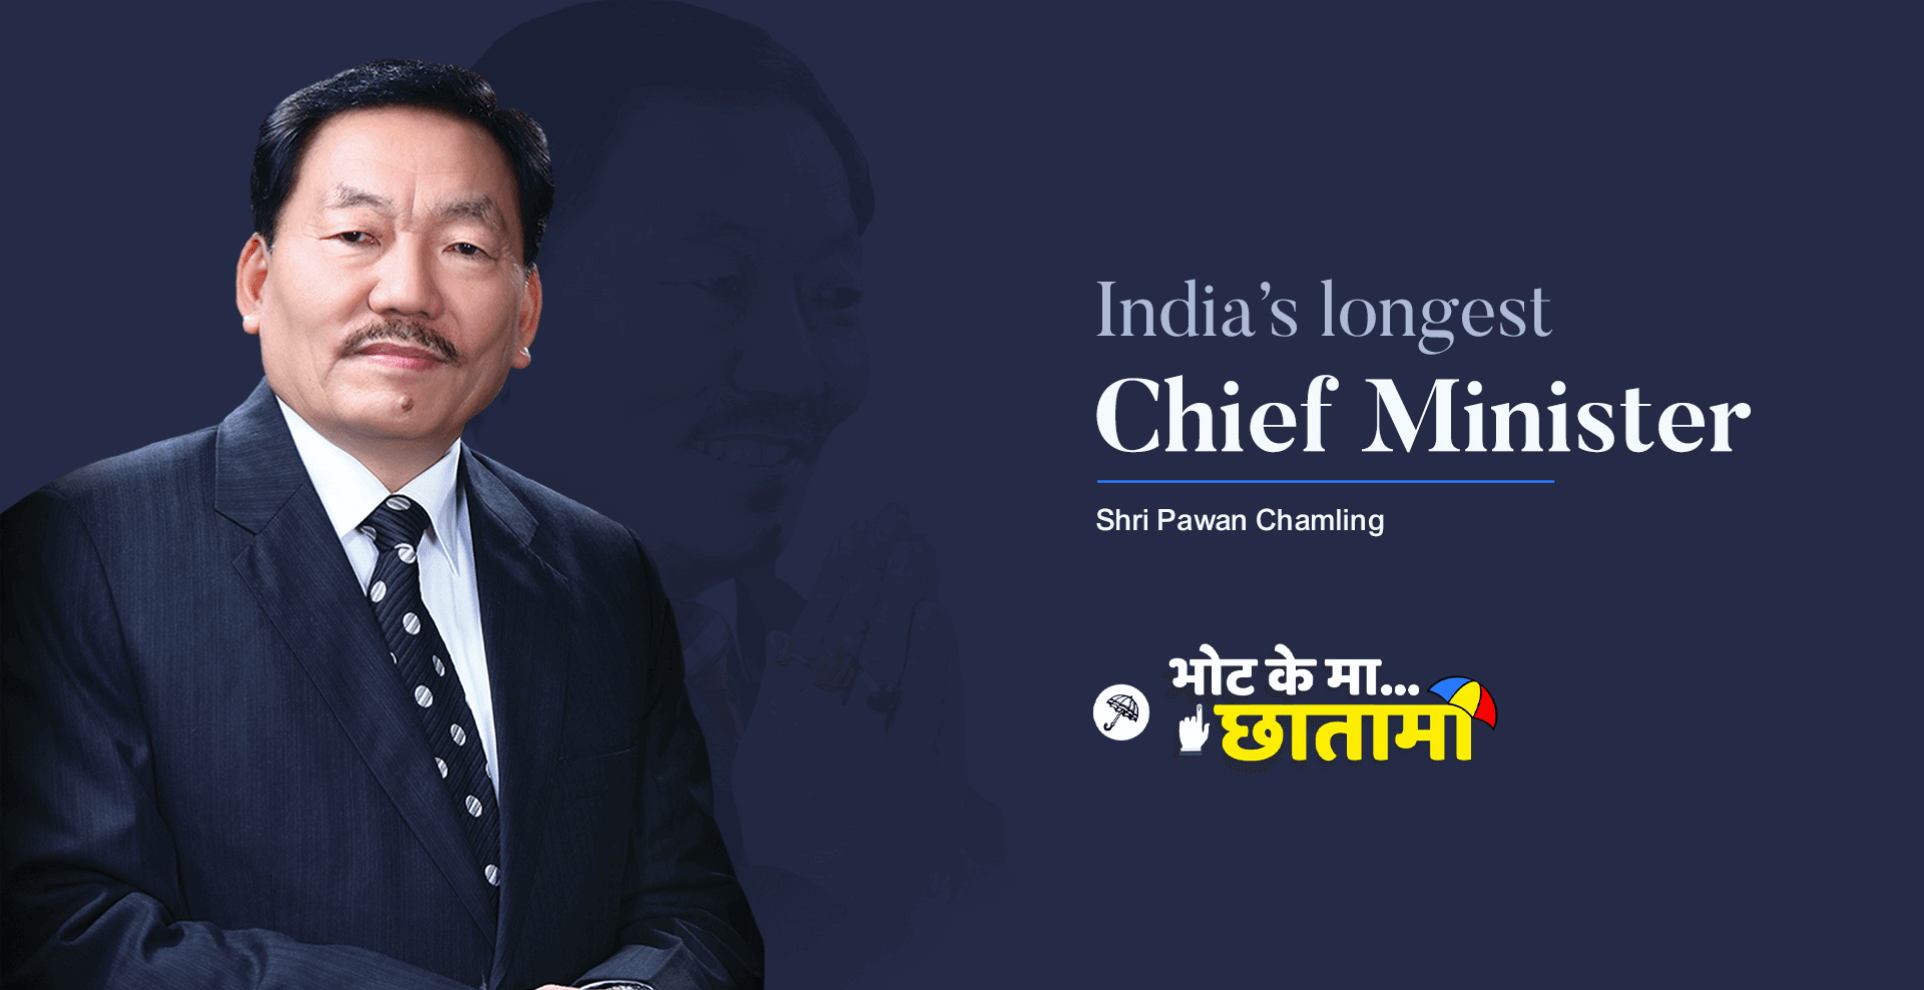 India’s longest
Chief Minister
Shri Pawan Chamling
भोट के मा...
छातामा